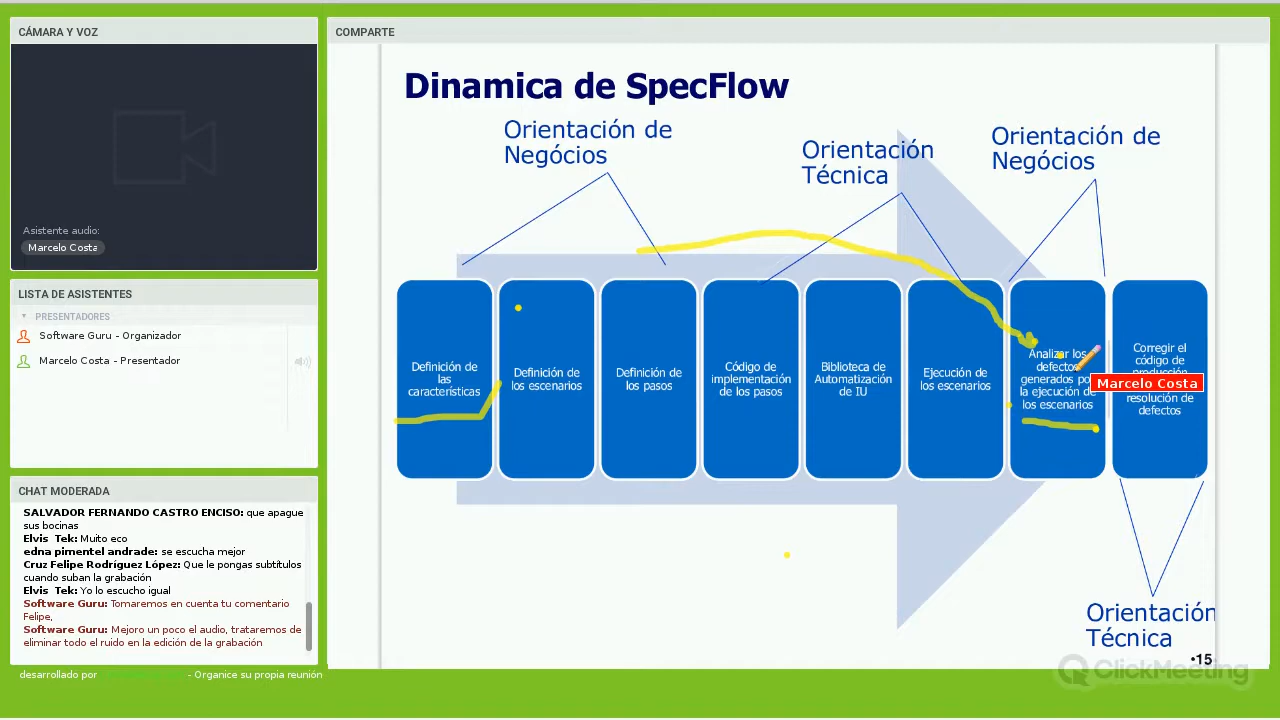 CÁMARA Y VOZ
Asistente audio:
Marcelo Costa
LISTA DE ASISTENTES
PRESENTADORES
Software Guru - Organizador
Marcelo Costa - Presentador
CHAT MODERADA
SALVADOR FERNANDO CASTRO ENCISO: que apague
sus bocinas
Elvis Tek: Muito eco
edna pimentel andrade: se escucha mejor
Cruz Felipe Rodríguez López: Que le pongas subtítulos
cuando suban la grabación
Elvis Tek: Yo lo escucho igual
Software Guru: Tomaremos en cuenta tu comentario
Felipe,
Software Guru: Mejoro un poco el audio, trataremos de
eliminar todo el ruido en la edición de la grabación
desarrollado por - Organice su propia reunión
COMPARTE
Dinamica de SpecFlow
Orientación de
Negócios
Orientación
Técnica
Orientación de
Negócios
Definición de
las
características
Definición de
los escenarios
Definición de
los pasos
Código de
implementación
de los pasos
Biblioteca de
Automatización
de IU
Ejecución de
los escenarios
Analizar los
defectos
generados por
la ejecución de
los escenarios
Corregir el
código de
resolución de
defectos
Marcelo Costa
Orientación
Técnica
•15
ClickMeeting